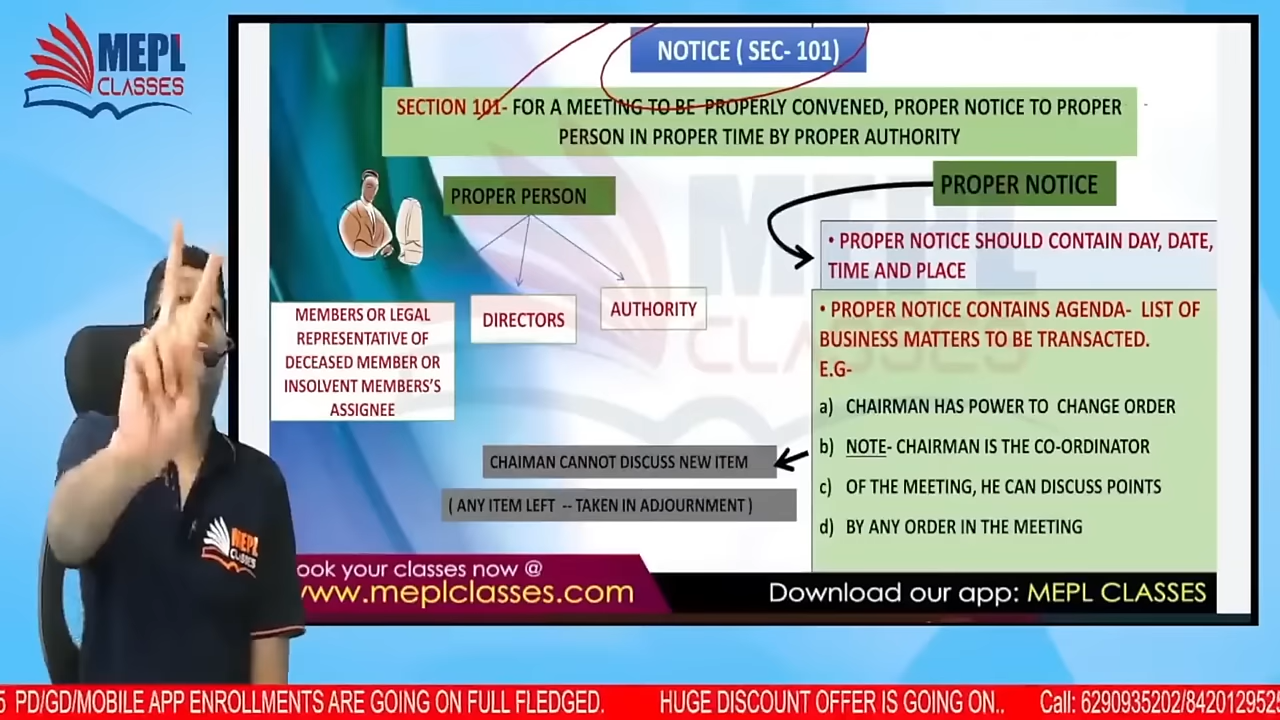 MEPL
CLASSES
NOTICE ( SEC- 101)
SECTION 101- FOR A MEETING TO BE PROPERLY CONVENED, PROPER NOTICE TO PROPER
PERSON IN PROPER TIME BY PROPER AUTHORITY
PROPER PERSON
MEMBERS OR LEGAL
REPRESENTATIVE OF
DECEASED MEMBER OR
INSOLVENT MEMBERS'S
ASSIGNEE
DIRECTORS
AUTHORITY
PROPER NOTICE
• PROPER NOTICE SHOULD CONTAIN DAY, DATE,
TIME AND PLACE
• PROPER NOTICE CONTAINS AGENDA- LIST OF
BUSINESS MATTERS TO BE TRANSACTED.
E.G-
a) CHAIRMAN HAS POWER TO CHANGE ORDER
b) NOTE- CHAIRMAN IS THE CO-ORDINATOR
c) OF THE MEETING, HE CAN DISCUSS POINTS
d) BY ANY ORDER IN THE MEETING
CHAIMAN CANNOT DISCUSS NEW ITEM
( ANY ITEM LEFT -- TAKEN IN ADJOURNMENT )
MEPL
CLASSES
MEPL
CLASSES
ook your classes now @
www.meplclasses.com
Download our app: MEPL CLASSES
5 PD/GD/MOBILE APP ENROLLMENTS ARE GOING ON FULL FLEDGED. HUGE DISCOUNT OFFER IS GOING ON.. Call: 6290935202/842012952